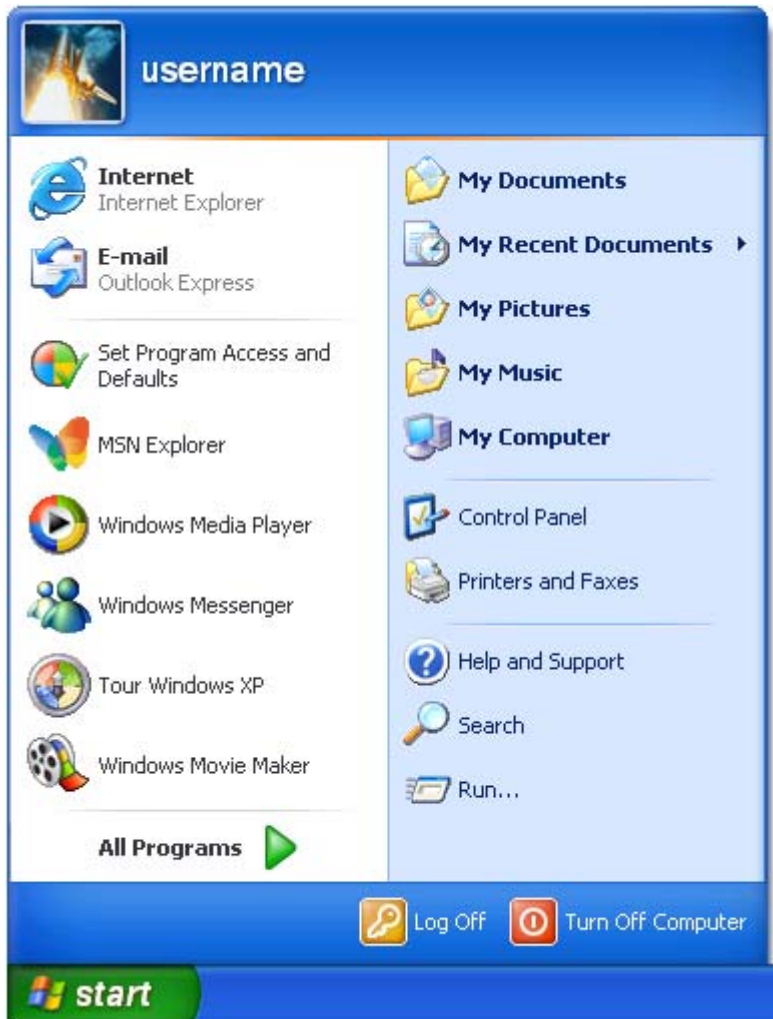 username
Internet
Internet Explorer
E-mail
Outlook Express
Set Program Access and
Defaults
MSN Explorer
Windows Media Player
Windows Messenger
Tour Windows XP
Windows Movie Maker
All Programs
My Documents
My Recent Documents
My Pictures
My Music
My Computer
Control Panel
Printers and Faxes
Help and Support
Search
Run...
Log Off
Turn Off Computer
start